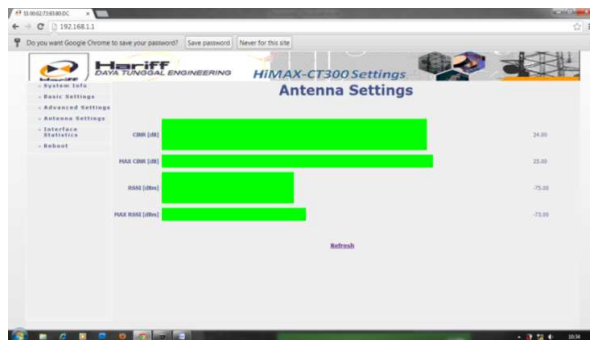 192.168.1.1
Do you want Google Chrome to save your password? Save password Never for this site
Hariff
DAYA TUNGGAL ENGINEERING
HiMAX-CT300 Settings
Antenna Settings
System Info
Basic Settings
Advanced Settings
Antenna Settings
Interface
Statistics
Reboot
CINR [dB] 24.00
MAX CINR [dB] 25.00
RSSI [dBm] -75.00
MAX RSSI [dBm] -73.00
Refresh
10:34